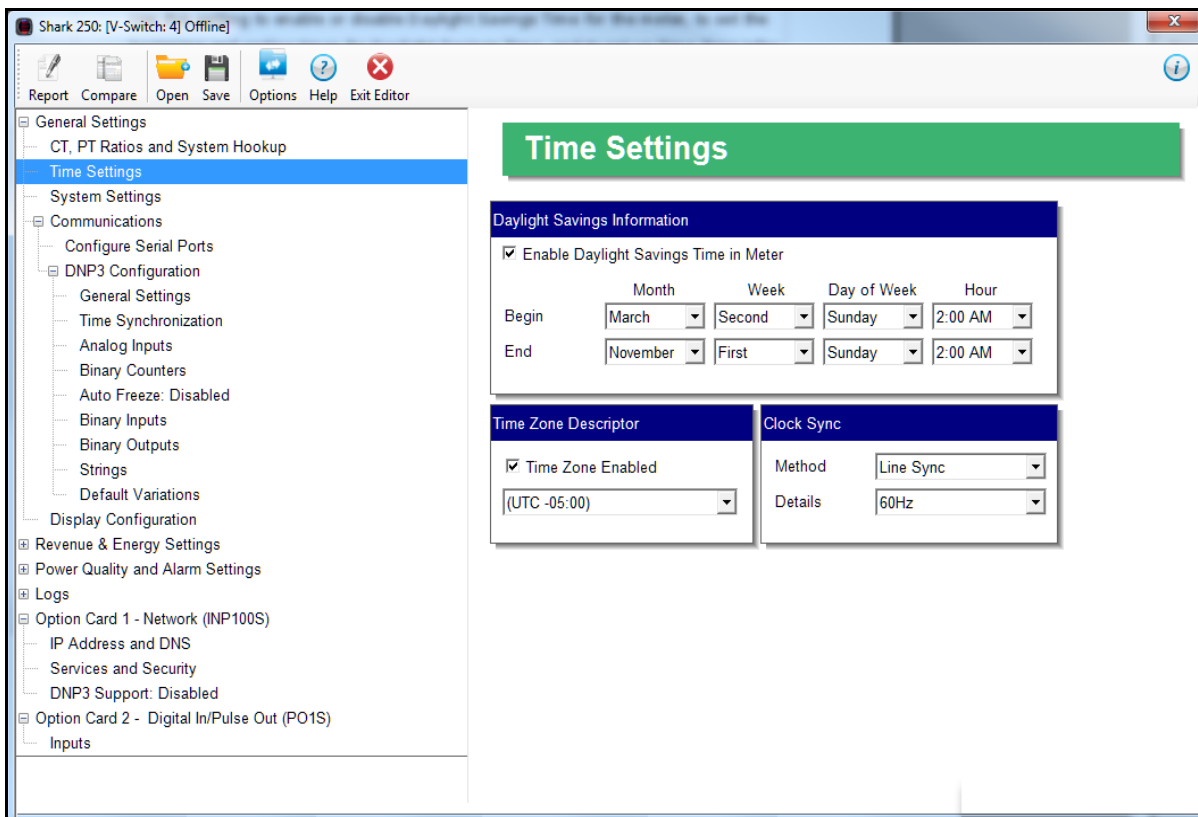 Shark 250: [V-Switch: 4] Offline]
Report Compare Open Save Options Help Exit Editor
General Settings
CT, PT Ratios and System Hookup
Time Settings
System Settings
Communications
Configure Serial Ports
DNP3 Configuration
General Settings
Time Synchronization
Analog Inputs
Binary Counters
Auto Freeze: Disabled
Binary Inputs
Binary Outputs
Strings
Default Variations
Display Configuration
Revenue & Energy Settings
Power Quality and Alarm Settings
Logs
Option Card 1 - Network (INP100S)
IP Address and DNS
Services and Security
DNP3 Support: Disabled
Option Card 2 - Digital In/Pulse Out (PO1S)
Inputs
Time Settings
Daylight Savings Information
Enable Daylight Savings Time in Meter
Month Week Day of Week Hour
Begin March Second Sunday 2:00 AM
End November First Sunday 2:00 AM
Time Zone Descriptor
Time Zone Enabled
(UTC -05:00)
Clock Sync
Method Line Sync
Details 60Hz